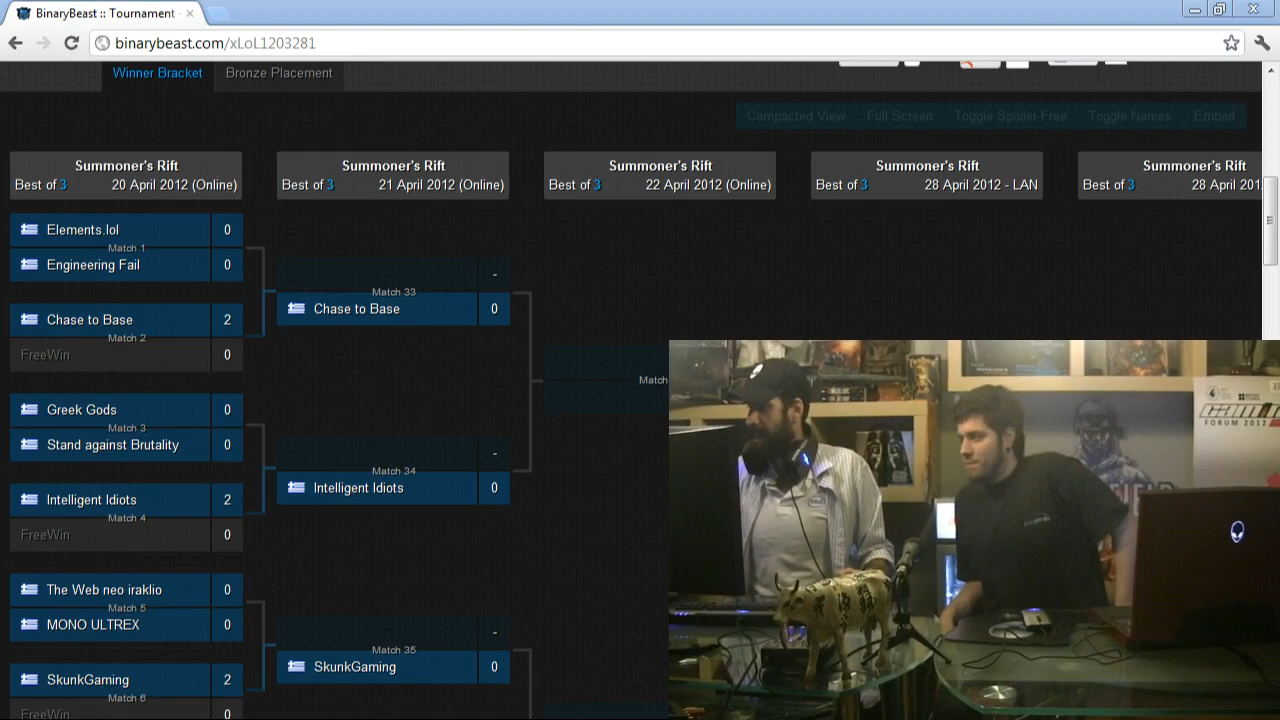 BinaryBeast :: Tournament
binarybeast.com/xLoL1203281
Winner Bracket
Bronze Placement
Compacted View
Full Screen
Toggle Spoiler Free
Toggle Names
Embed
Summoner's Rift
Best of 3
20 April 2012 (Online)
Summoner's Rift
Best of 3
21 April 2012 (Online)
Summoner's Rift
Best of 3
22 April 2012 (Online)
Summoner's Rift
Best of 3
28 April 2012 - LAN
Summoner's Rift
Best of 3
28 April 201
Elements.lol 0
Match 1
Engineering Fail 0
Chase to Base 2
Match 2
FreeWin 0
Greek Gods 0
Match 3
Stand against Brutality 0
Intelligent Idiots 2
Match 4
FreeWin 0
The Web neo iraklio 0
Match 5
MONO ULTREX 0
SkunkGaming 2
Match 6
FreeWin 0
-
Match 33
Chase to Base 0
-
Match 34
Intelligent Idiots 0
-
Match 35
SkunkGaming 0
Match
FORUM 2012